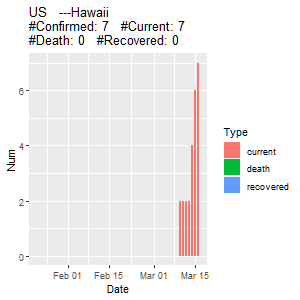 US   ---Hawaii
#Confirmed: 7   #Current: 7
#Death: 0   #Recovered: 0
Num
6
4
2
0
Feb 01
Feb 15
Mar 01
Mar 15
Date
Type
current
death
recovered